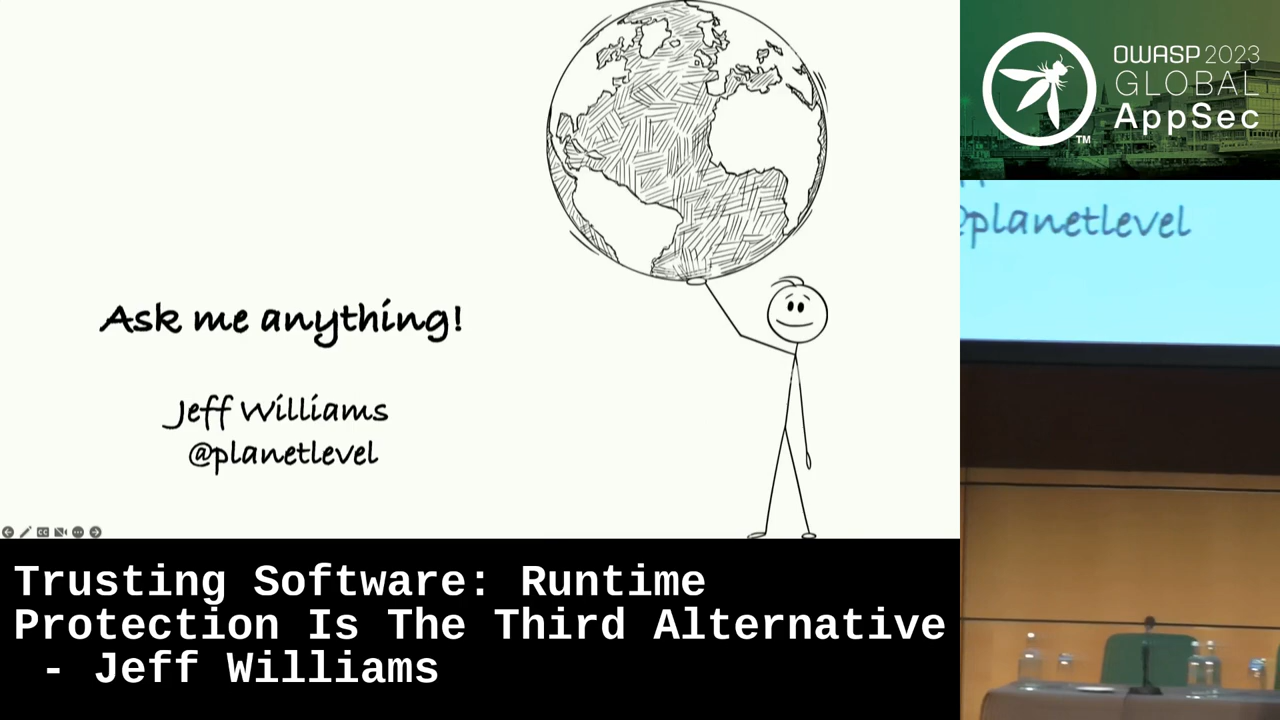 Ask me anything!
Jeff Williams
@planetlevel
OWASP 2023
GLOBAL
AppSec
TM
@planetlevel
Trusting Software: Runtime
Protection Is The Third Alternative
- Jeff Williams